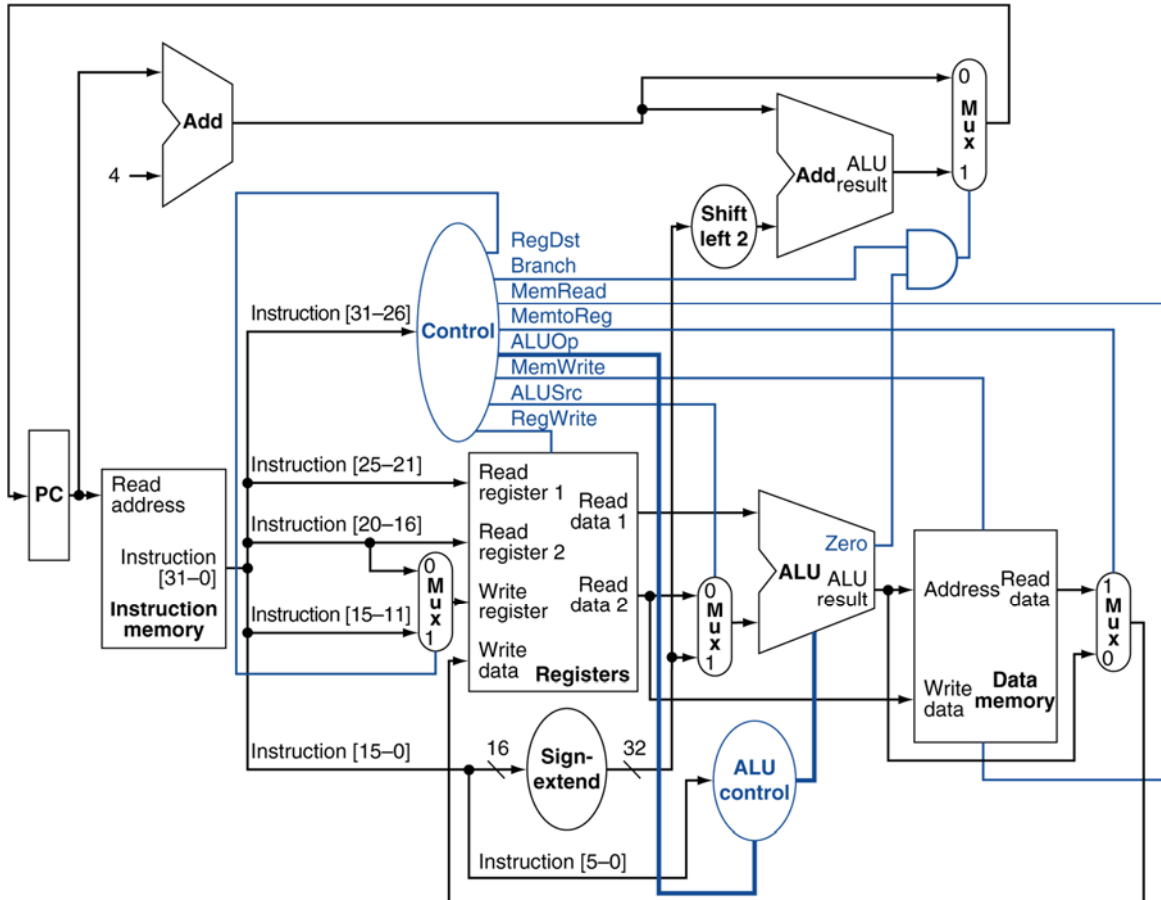 Add
4
0
M
u
x
1
Add
ALU
result
Shift
left 2
RegDst
Branch
MemRead
MemtoReg
ALUOp
MemWrite
ALUSrc
RegWrite
Control
Instruction [31–26]
PC
Read
address
Instruction
[31–0]
Instruction
memory
Instruction [25–21]
Instruction [20–16]
Instruction [15–11]
0
M
u
x
1
Read
register 1
Read
register 2
Write
register
Write
data
Read
data 1
Read
data 2
Registers
0
M
u
x
1
Zero
ALU
ALU
result
Address
Read
data
Write
data
Data
memory
1
M
u
x
0
Instruction [15–0]
16
Sign-
extend
32
ALU
control
Instruction [5–0]